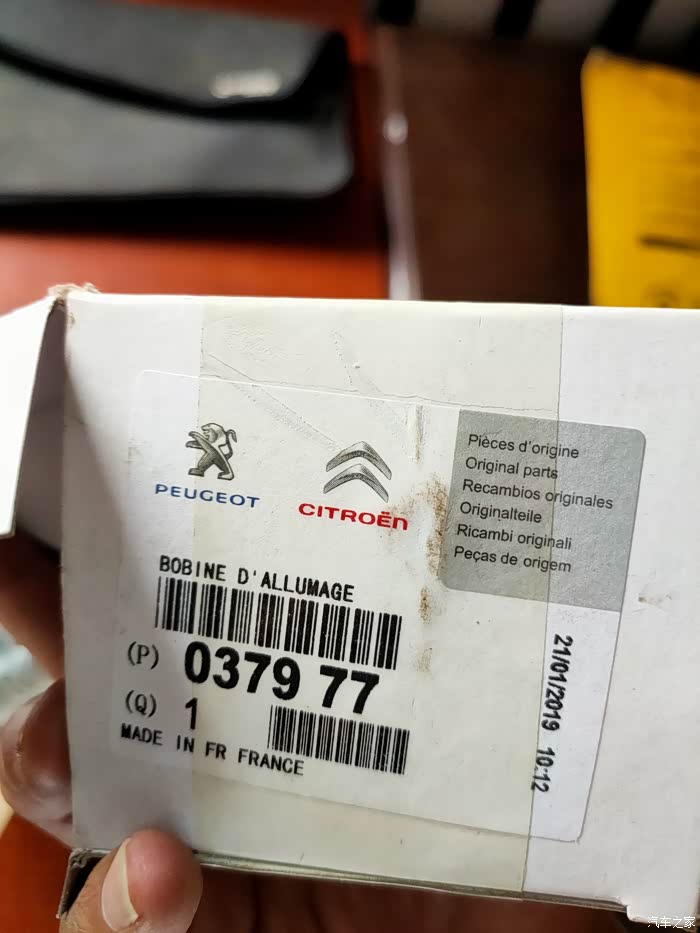 PEUGEOT
CITROËN
Pièces d'origine
Original parts
Recambios originales
Originalteile
Ricambi originali
Peças de origem
BOBINE D'ALLUMAGE
(P) 0379 77
(Q) 1
MADE IN FR FRANCE
21/01/2019 10:12
汽车之家